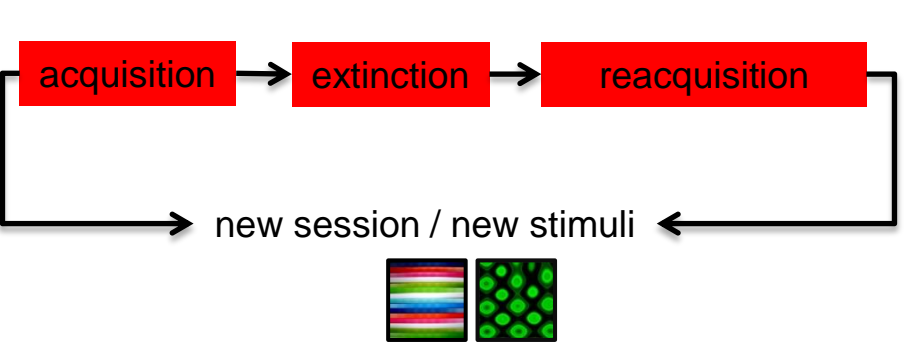 acquisition
extinction
reacquisition
new session / new stimuli